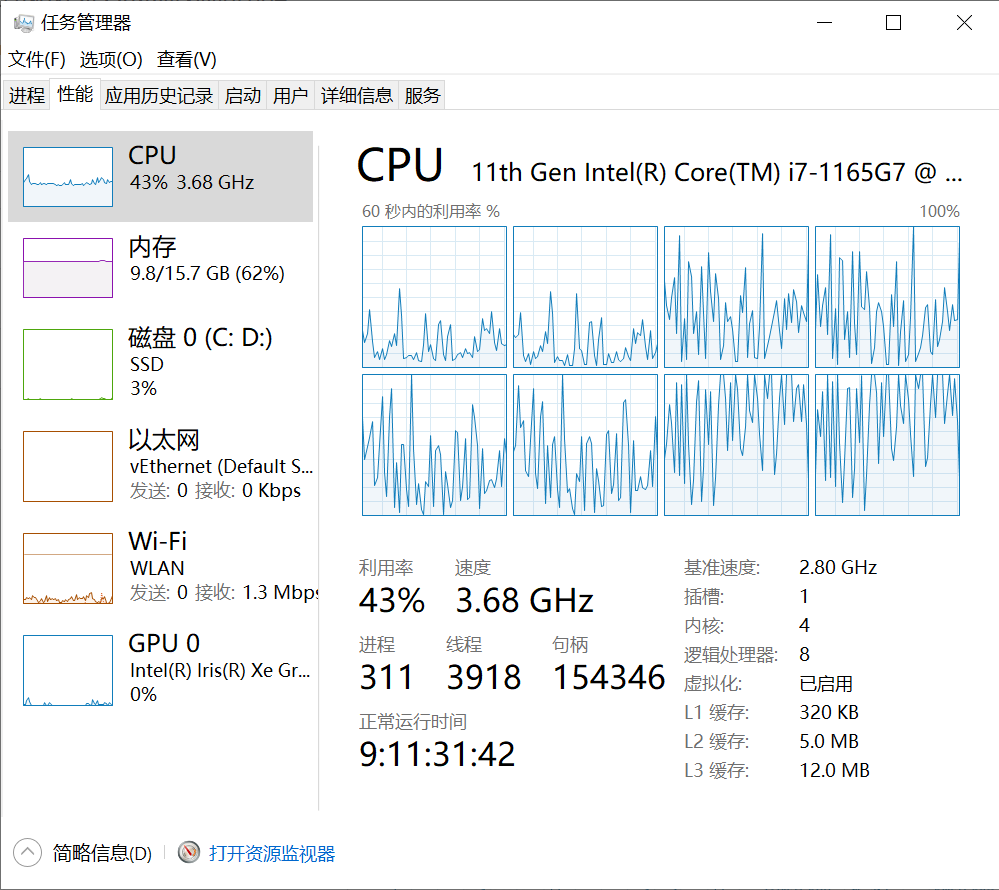 任务管理器
文件(F) 选项(O) 查看(V)
进程 性能 应用历史记录 启动 用户 详细信息 服务
CPU
43% 3.68 GHz
内存
9.8/15.7 GB (62%)
磁盘 0 (C: D:)
SSD
3%
以太网
vEthernet (Default S...
发送: 0 接收: 0 Kbps
Wi-Fi
WLAN
发送: 0 接收: 1.3 Mbps
GPU 0
Intel(R) Iris(R) Xe Gr...
0%
CPU 11th Gen Intel(R) Core(TM) i7-1165G7 @ ...
60 秒内的利用率 % 100%
利用率 速度
43% 3.68 GHz
进程 线程 句柄
311 3918 154346
正常运行时间
9:11:31:42
基准速度: 2.80 GHz
插槽: 1
内核: 4
逻辑处理器: 8
虚拟化: 已启用
L1 缓存: 320 KB
L2 缓存: 5.0 MB
L3 缓存: 12.0 MB
简略信息(D) 打开资源监视器